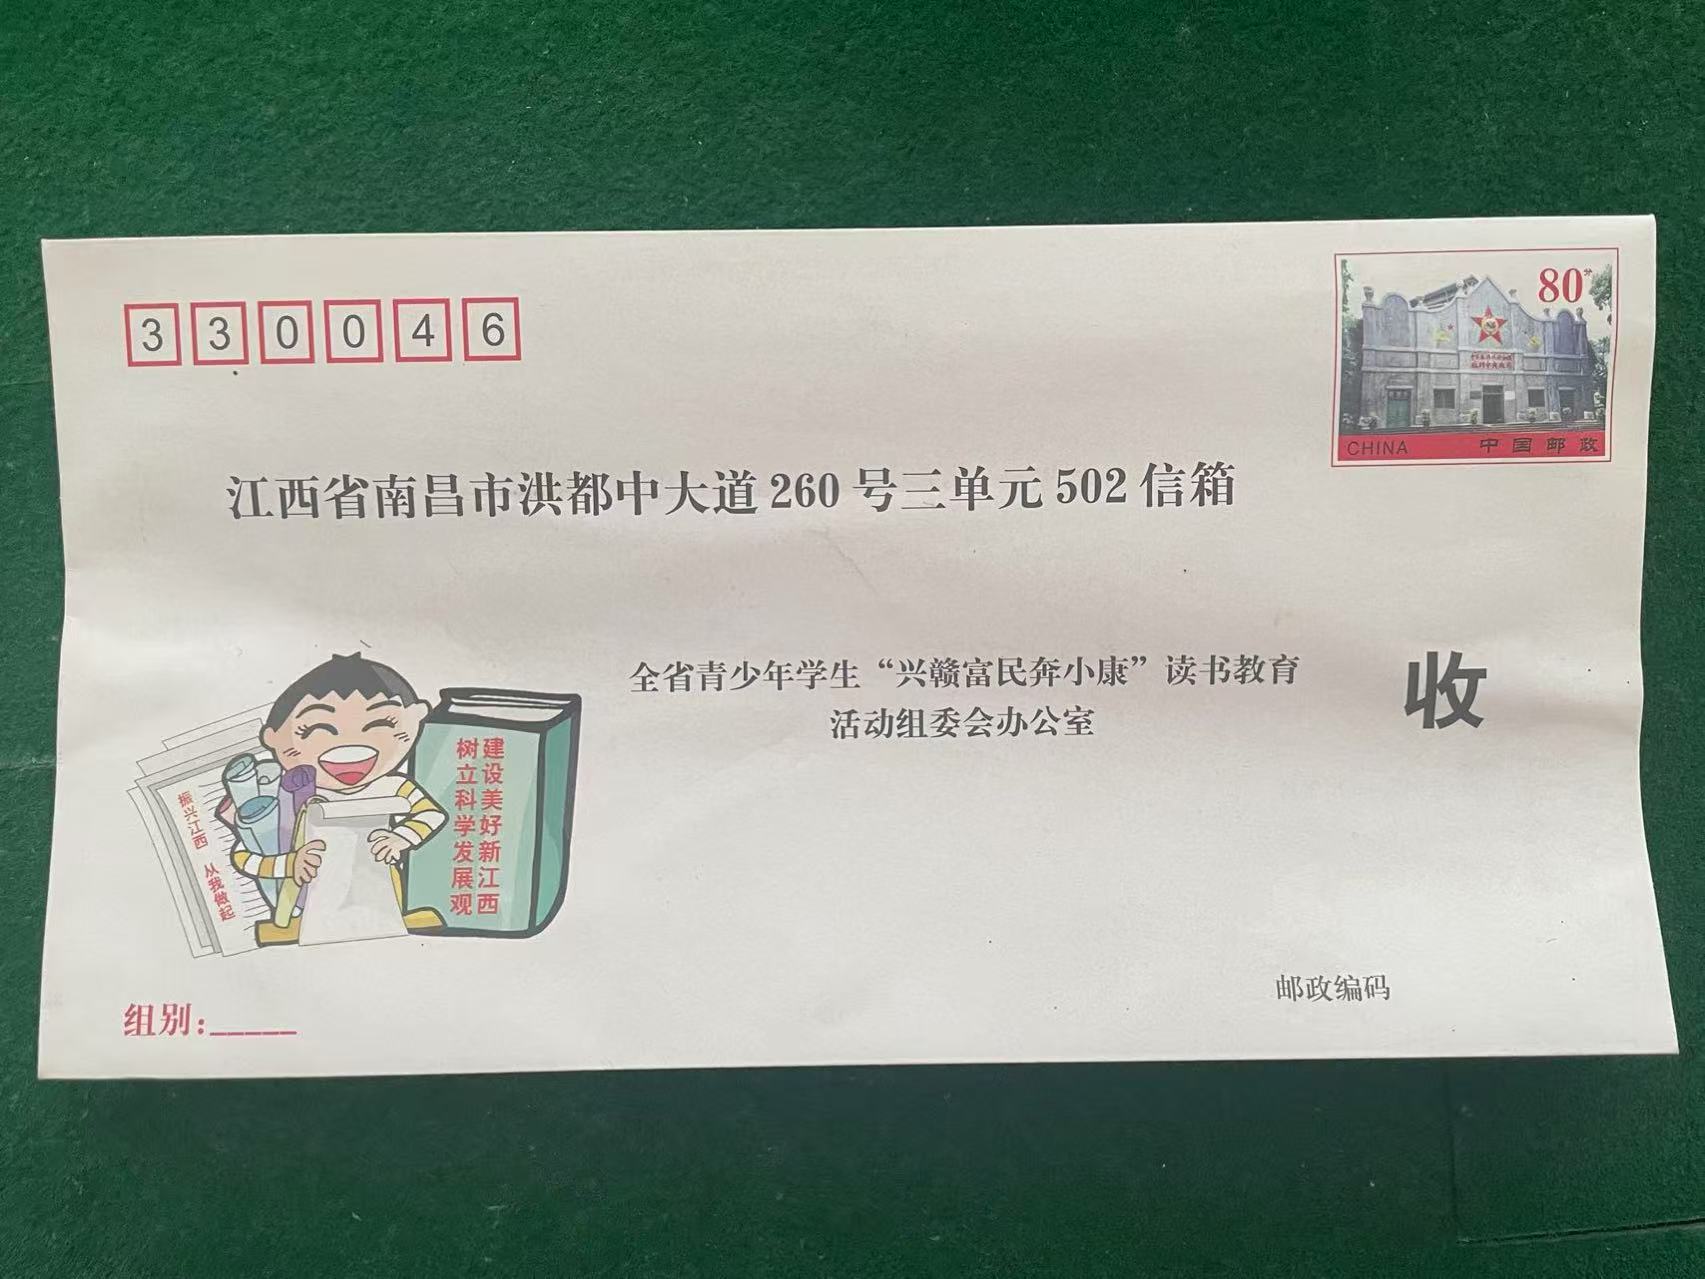 330046
80分
CHINA 中国邮政
江西省南昌市洪都中大道260号三单元502信箱
全省青少年学生“兴赣富民奔小康”读书教育
活动组委会办公室
收
建设美好新江西
树立科学发展观
振兴江西 从我做起
邮政编码
组别:_____